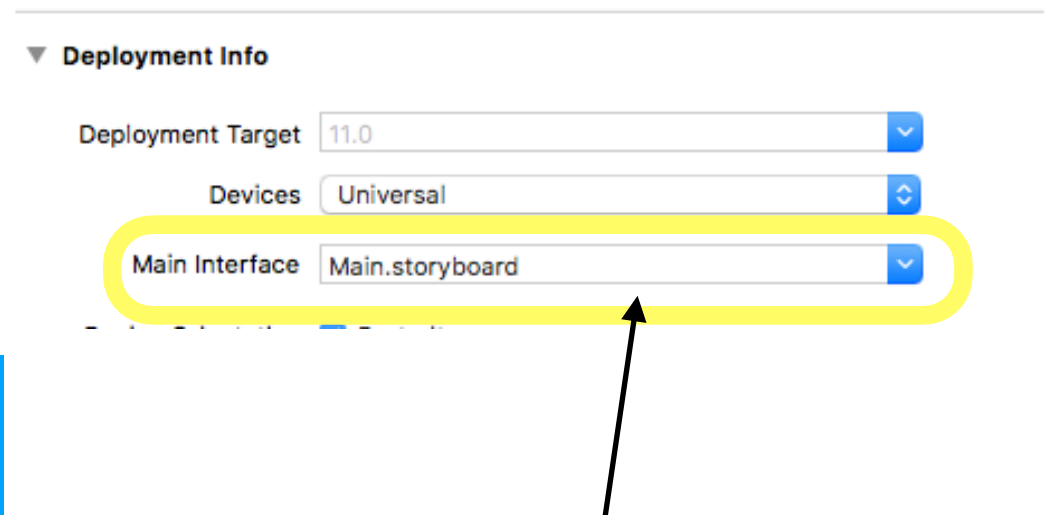 Deployment Info
Deployment Target 11.0
Devices Universal
Main Interface Main.storyboard